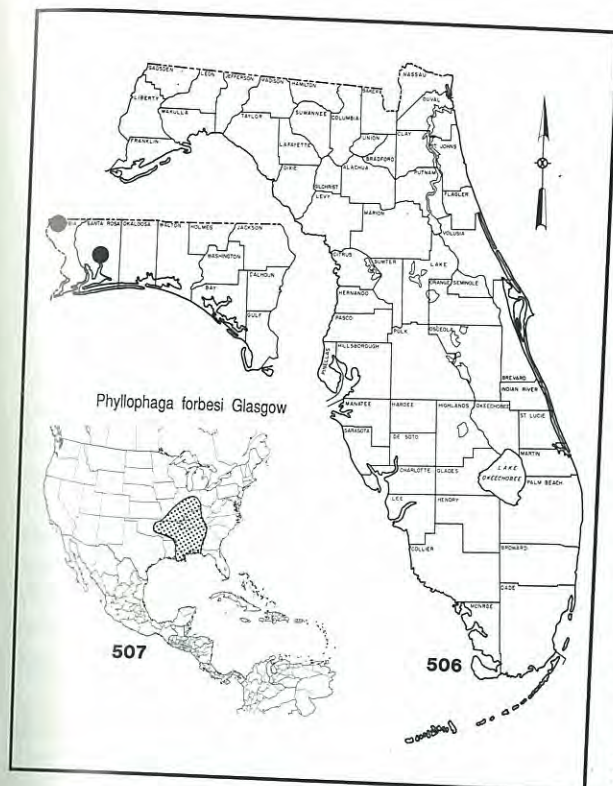 GADSDEN
LEON
JEFFERSON
MADISON
HAMILTON
NASSAU
BAKER
DUVAL
LIBERTY
WAKULLA
TAYLOR
SUWANNEE
COLUMBIA
UNION
CLAY
ST JOHNS
FRANKLIN
LAFAYETTE
BRADFORD
DIXIE
GILCHRIST
ALACHUA
PUTNAM
FLAGLER
LEVY
MARION
VOLUSIA
SANTA ROSA
OKALOOSA
WALTON
HOLMES
JACKSON
WASHINGTON
BAY
CALHOUN
GULF
CITRUS
SUMTER
LAKE
HERNANDO
ORANGE
SEMINOLE
PASCO
POLK
OSCEOLA
PINELLAS
HILLSBOROUGH
BREVARD
INDIAN RIVER
MANATEE
HARDEE
HIGHLANDS
OKEECHOBEE
ST LUCIE
SARASOTA
DE SOTO
MARTIN
CHARLOTTE
GLADES
LAKE
OKEECHOBEE
PALM BEACH
LEE
HENDRY
COLLIER
BROWARD
DADE
MONROE
Phyllophaga forbesi Glasgow
507
506